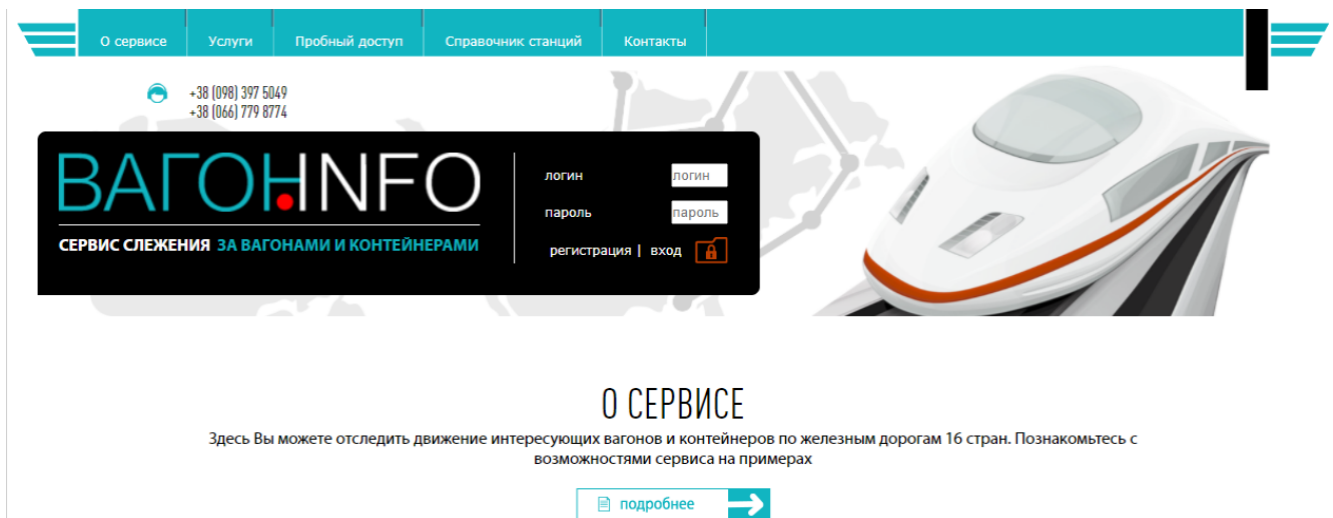 О сервисе Услуги Пробный доступ Справочник станций Контакты
+38 (098) 397 5049
+38 (066) 779 8774
ВАГОНINFO
СЕРВИС СЛЕЖЕНИЯ ЗА ВАГОНАМИ И КОНТЕЙНЕРАМИ
логин логин
пароль пароль
регистрация | вход
О СЕРВИСЕ
Здесь Вы можете отследить движение интересующих вагонов и контейнеров по железным дорогам 16 стран. Познакомьтесь с
возможностями сервиса на примерах
подробнее